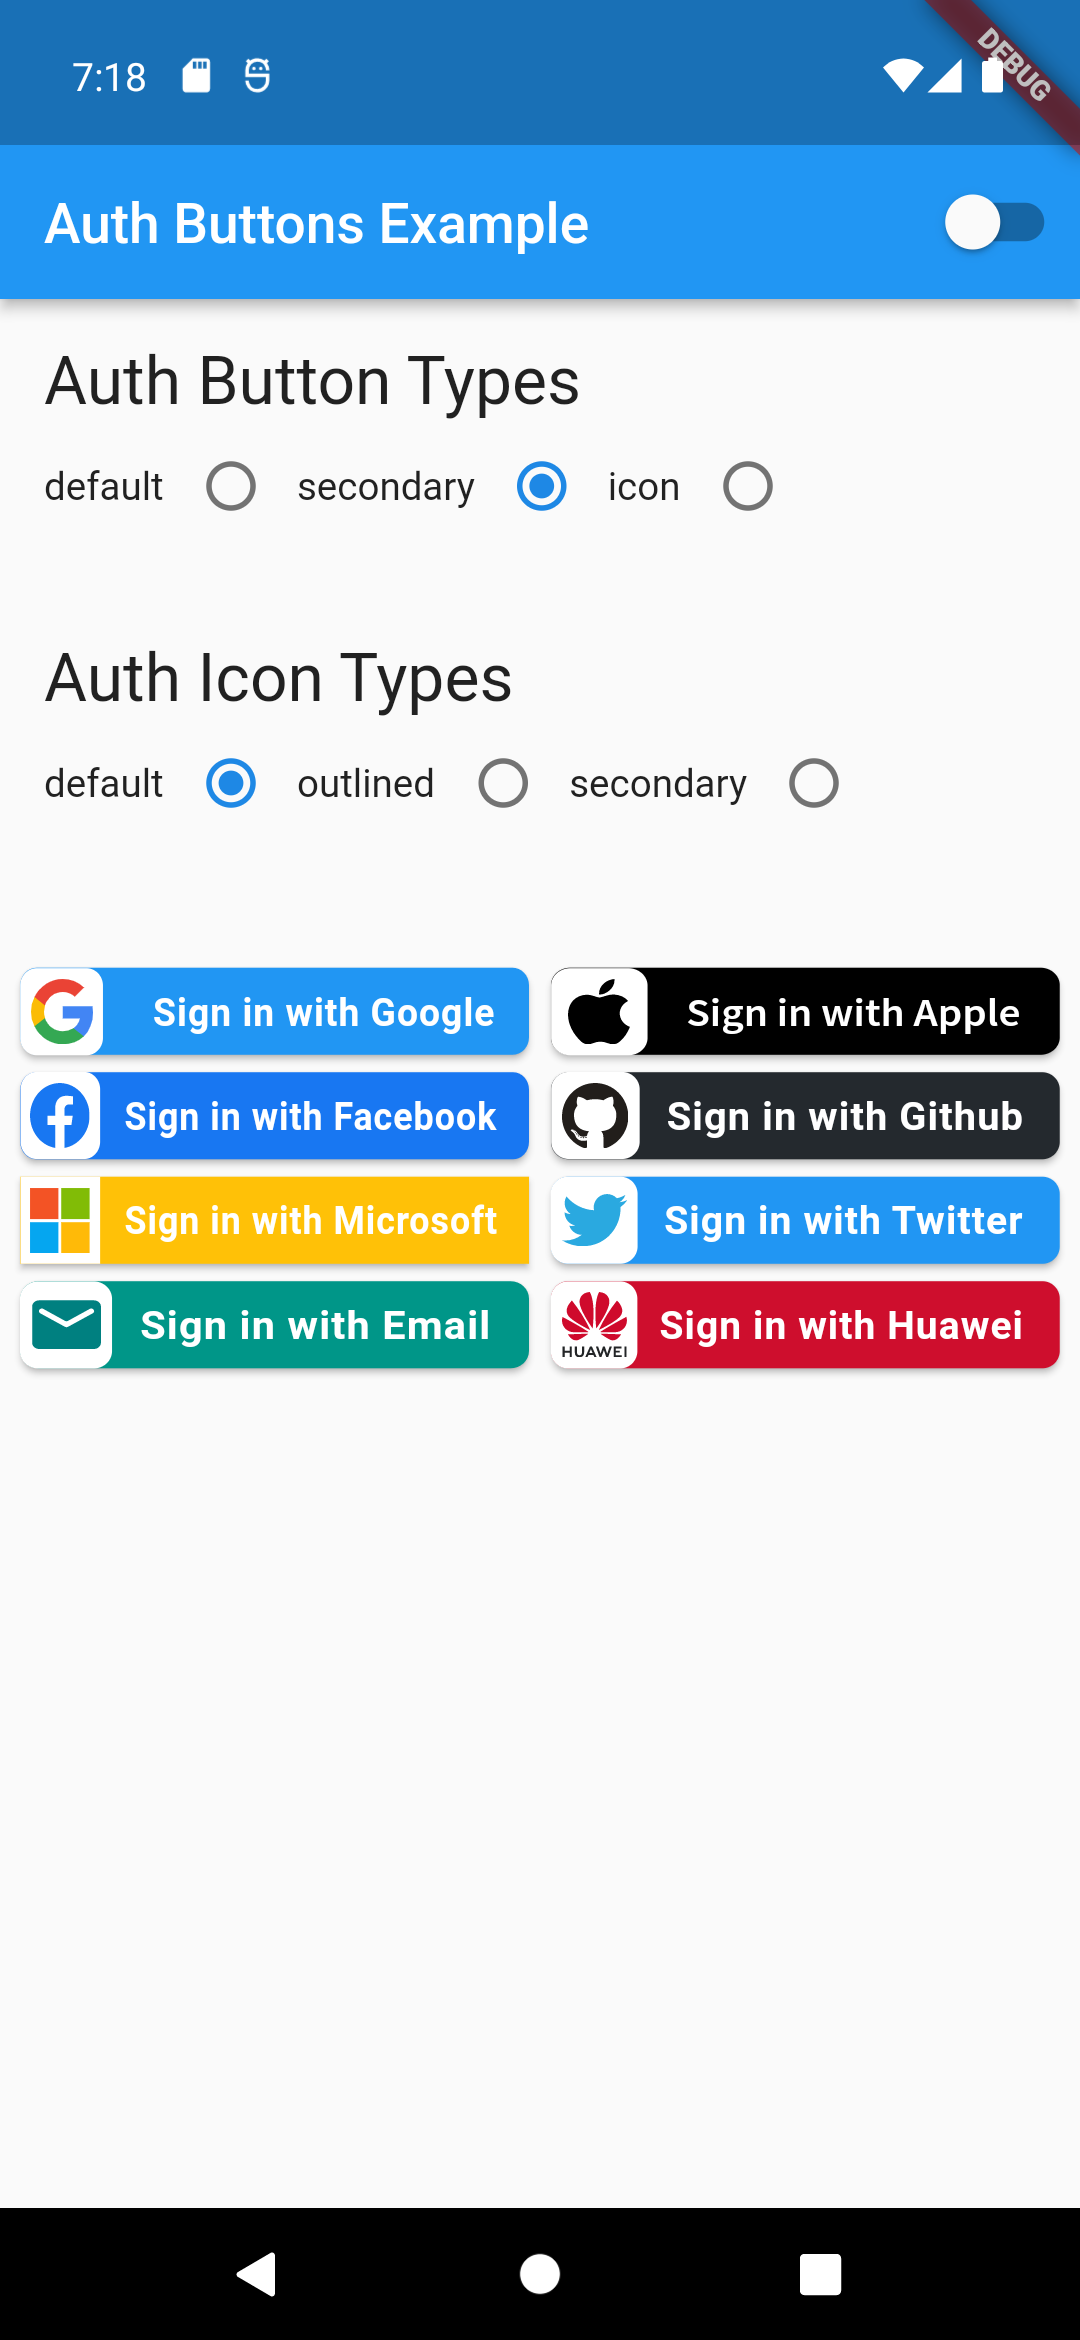 7:18
DEBUG
Auth Buttons Example
Auth Button Types
default secondary icon
Auth Icon Types
default outlined secondary
Sign in with Google Sign in with Apple
Sign in with Facebook Sign in with Github
Sign in with Microsoft Sign in with Twitter
Sign in with Email HUAWEI Sign in with Huawei